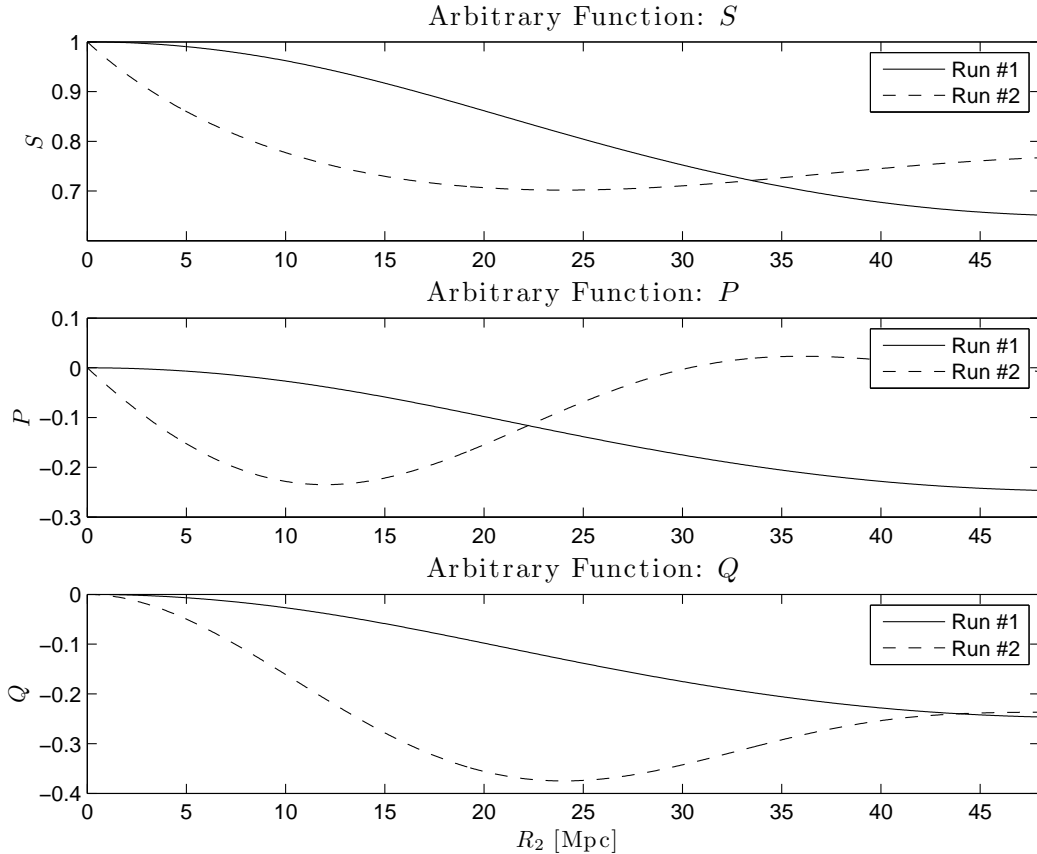 Arbitrary Function: S
1
0.9
0.8
0.7
S
Run #1
Run #2
0 5 10 15 20 25 30 35 40 45
Arbitrary Function: P
0.1
0
−0.1
−0.2
−0.3
P
Run #1
Run #2
0 5 10 15 20 25 30 35 40 45
Arbitrary Function: Q
0
−0.1
−0.2
−0.3
−0.4
Q
Run #1
Run #2
0 5 10 15 20 25 30 35 40 45
R₂ [Mpc]